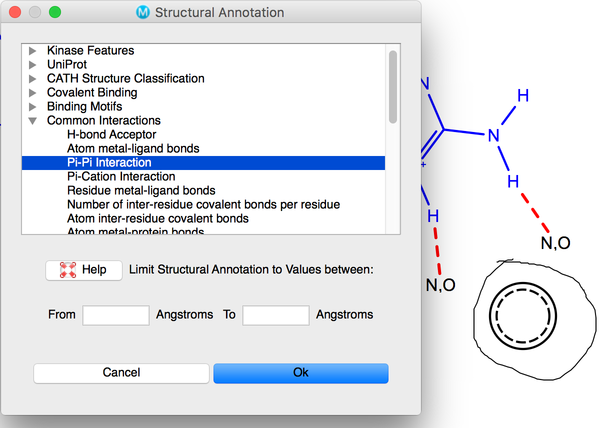 Structural Annotation
Kinase Features
UniProt
CATH Structure Classification
Covalent Binding
Binding Motifs
Common Interactions
H-bond Acceptor
Atom metal-ligand bonds
Pi-Pi Interaction
Pi-Cation Interaction
Residue metal-ligand bonds
Number of inter-residue covalent bonds per residue
Atom inter-residue covalent bonds
Atom metal-protein bonds
Help Limit Structural Annotation to Values between:
From Angstroms To Angstroms
Cancel Ok
N
H
N
H
+
H
N,O
N,O